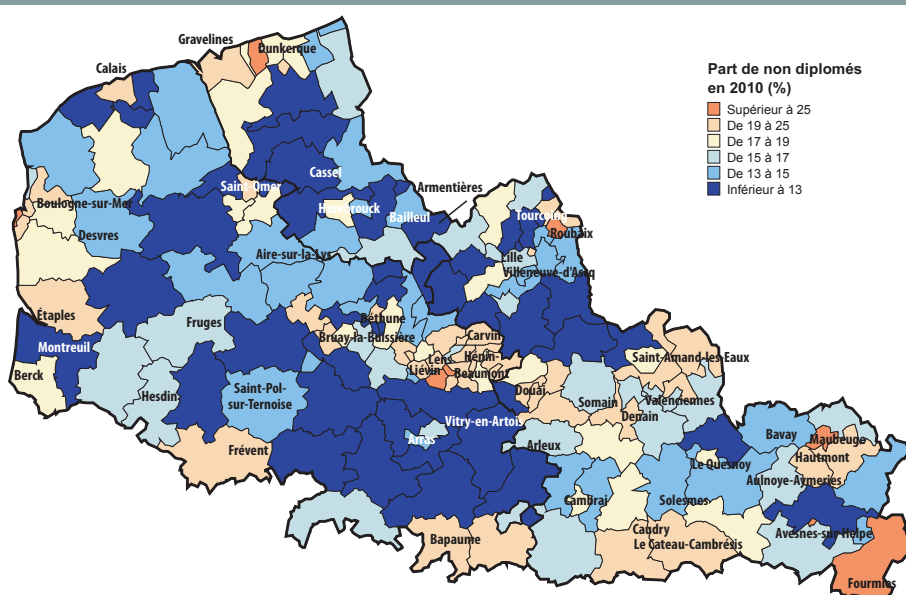 Part de non diplomés
en 2010 (%)
Supérieur à 25
De 19 à 25
De 17 à 19
De 15 à 17
De 13 à 15
Inférieur à 13
Gravelines
Dunkerque
Calais
Cassel
Saint-Omer
Armentières
Hazebrouck
Bailleul
Tourcoing
Boulogne-sur-Mer
Roubaix
Desvres
Aire-sur-la-Lys
Lille
Villeneuve-d'Ascq
Étaples
Fruges
Béthune
Bruay-la-Buissière
Carvin
Montreuil
Lens
Hénin-
Beaumont
Saint-Amand-les-Eaux
Berck
Liévin
Hesdin
Saint-Pol-
sur-Ternoise
Douai
Somain
Valenciennes
Denain
Vitry-en-Artois
Arras
Arleux
Bavay
Maubeuge
Frévent
Hautmont
Le Quesnoy
Aulnoye-Aymeries
Cambrai
Solesmes
Bapaume
Caudry
Le Cateau-Cambrésis
Avesnes-sur-Helpe
Fourmies